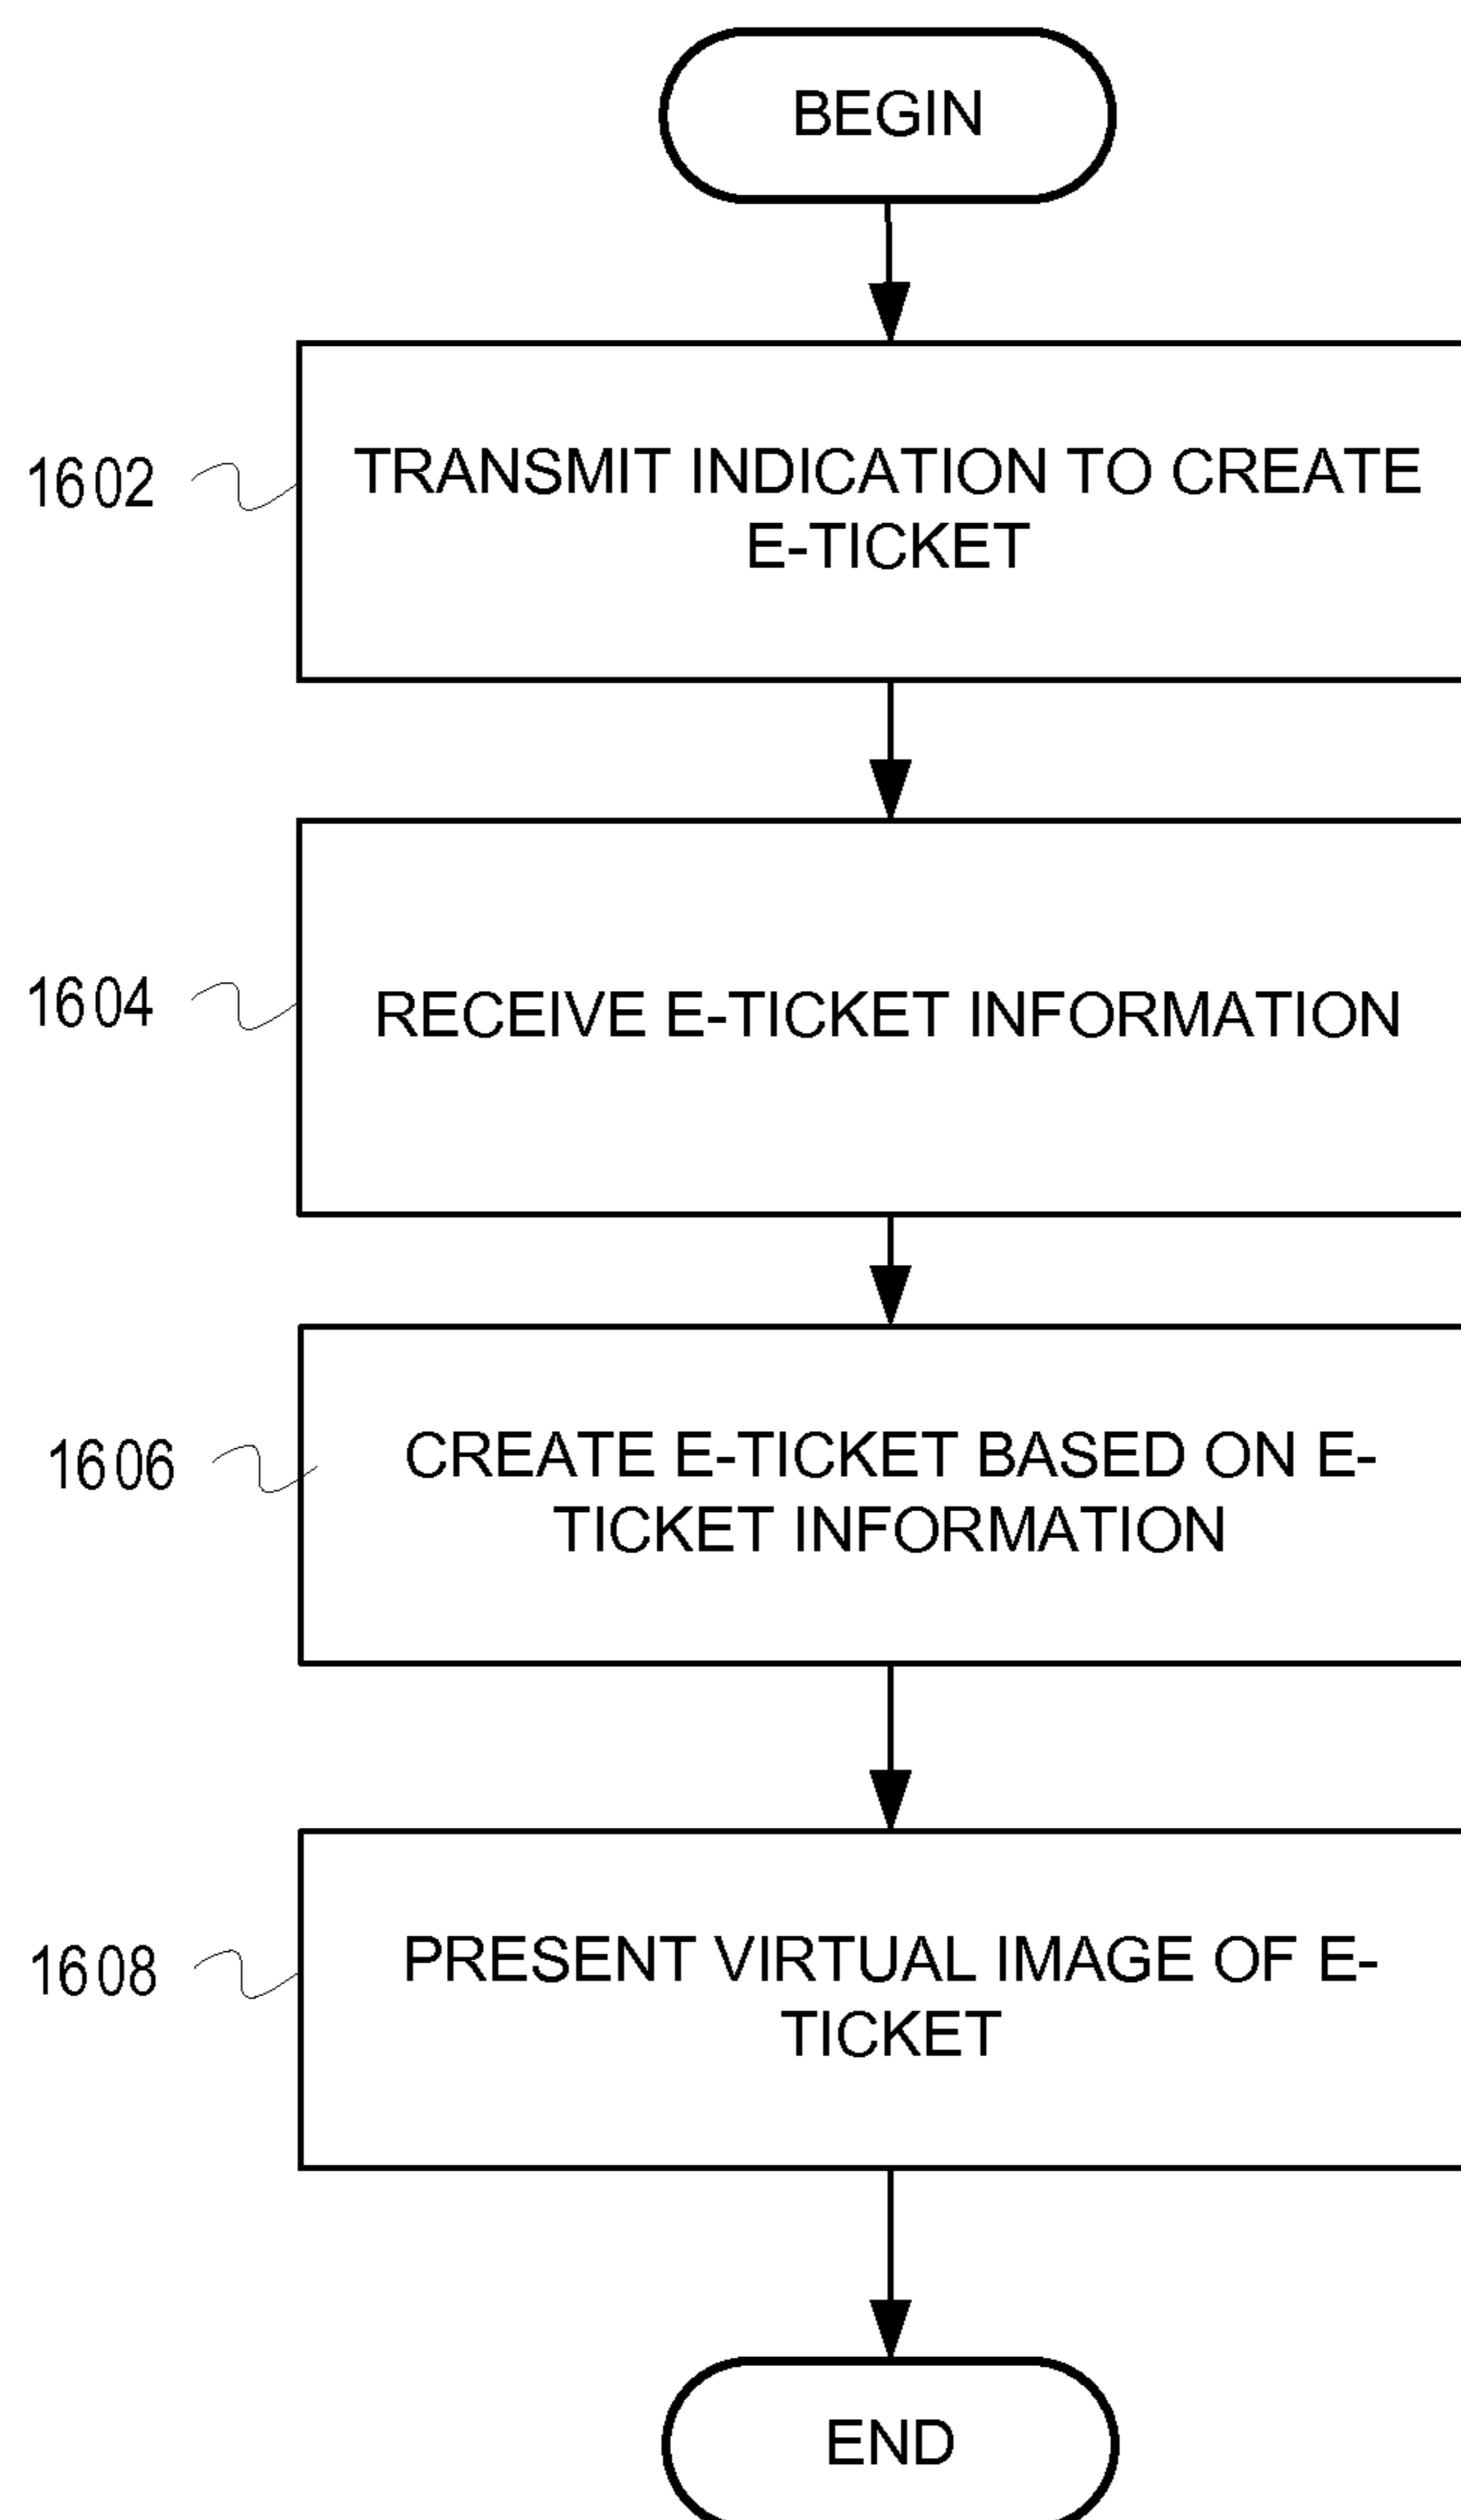 BEGIN
1602
TRANSMIT INDICATION TO CREATE
E-TICKET
1604
RECEIVE E-TICKET INFORMATION
1606
CREATE E-TICKET BASED ON E-
TICKET INFORMATION
1608
PRESENT VIRTUAL IMAGE OF E-
TICKET
END